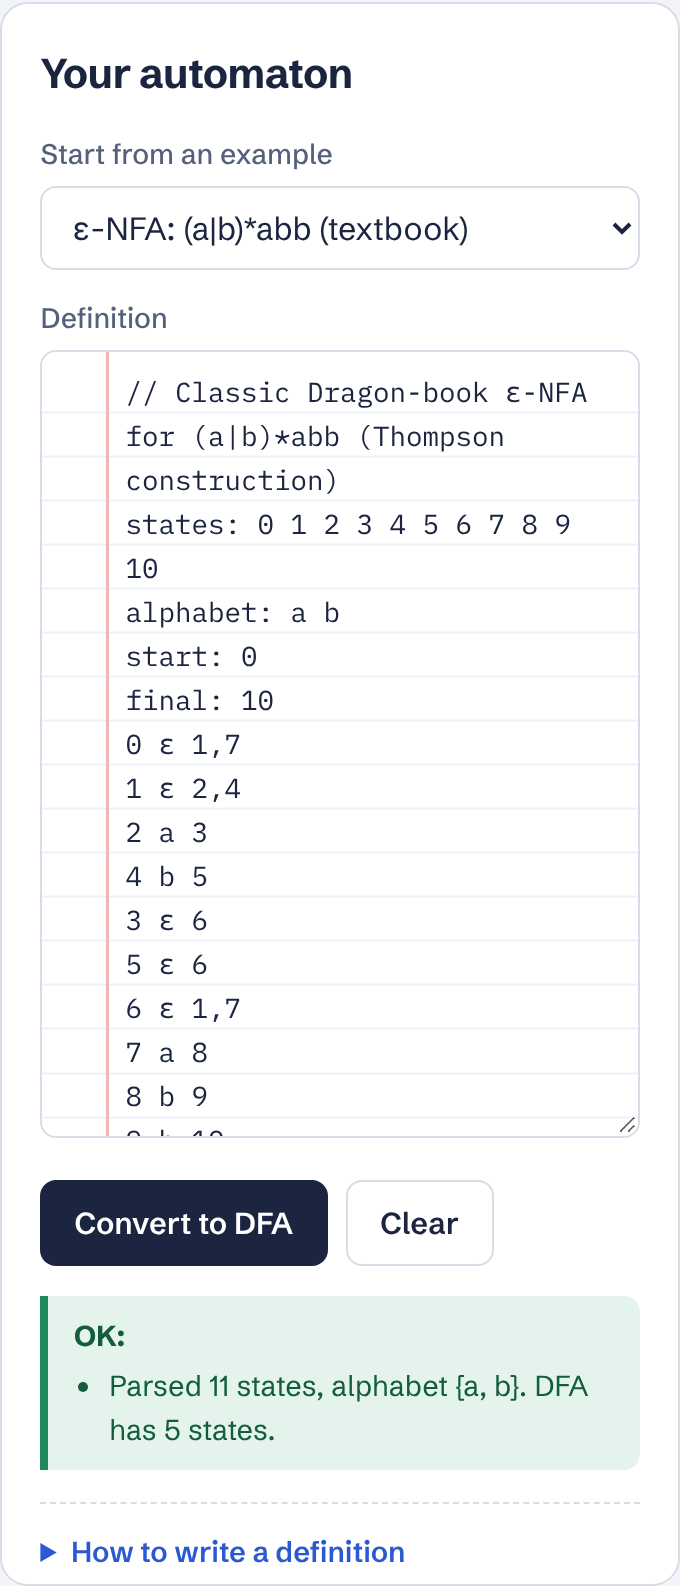 Your automaton
Start from an example
ε-NFA: (a|b)*abb (textbook)
Definition
// Classic Dragon-book ε-NFA
for (a|b)*abb (Thompson
construction)
states: 0 1 2 3 4 5 6 7 8 9
10
alphabet: a b
start: 0
final: 10
0 ε 1,7
1 ε 2,4
2 a 3
4 b 5
3 ε 6
5 ε 6
6 ε 1,7
7 a 8
8 b 9
9 b 10
Convert to DFA
Clear
OK:
• Parsed 11 states, alphabet {a, b}. DFA
has 5 states.
How to write a definition